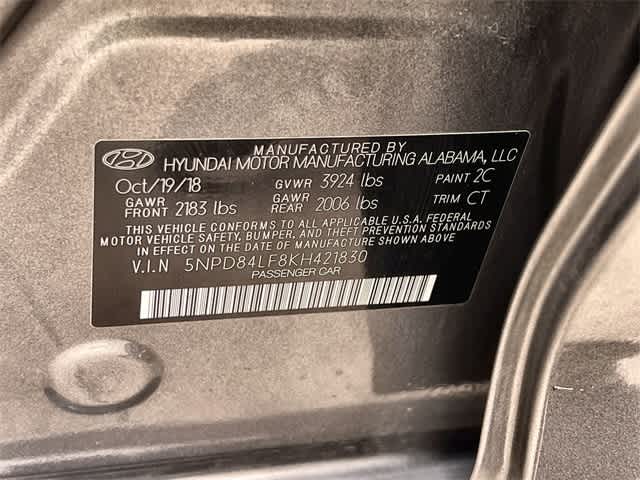 MANUFACTURED BY
HYUNDAI MOTOR MANUFACTURING ALABAMA, LLC
Oct/19/18 GVWR 3924 lbs PAINT 2C
GAWR FRONT 2183 lbs GAWR REAR 2006 lbs TRIM CT
THIS VEHICLE CONFORMS TO ALL APPLICABLE U.S.A. FEDERAL
MOTOR VEHICLE SAFETY, BUMPER, AND THEFT PREVENTION STANDARDS
IN EFFECT ON THE DATE OF MANUFACTURE SHOWN ABOVE.
V.I.N 5NPD84LF8KH421830
PASSENGER CAR